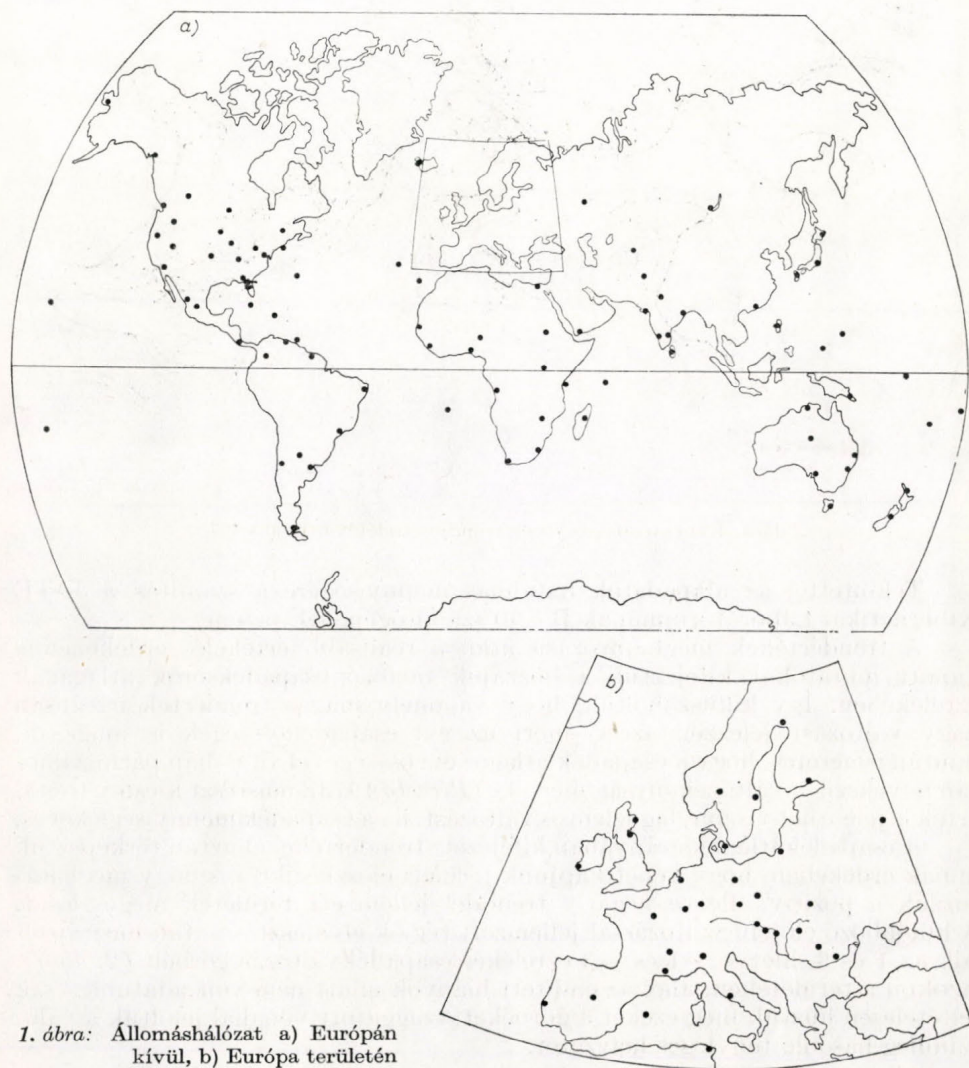 a)
b)
1. ábra: Állomáshálózat a) Európán
kívül, b) Európa területén